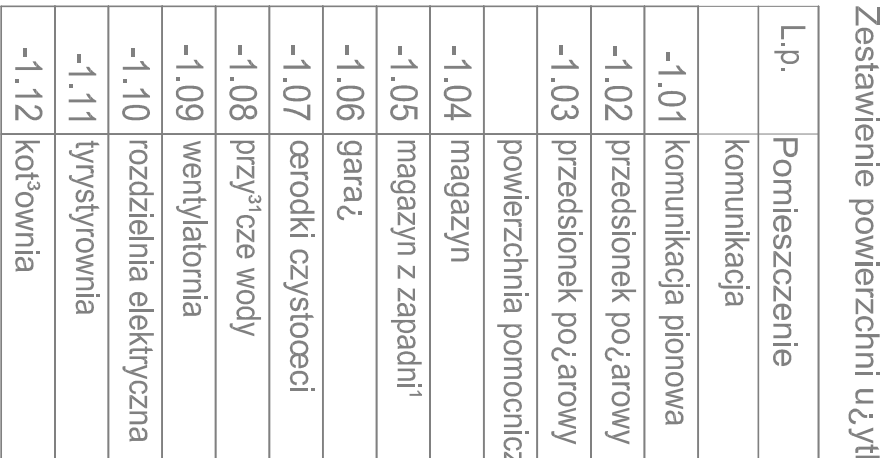 Zestawienie powierzchni u¿ytk
L.p. Pomieszczenie
komunikacja
-1.01 komunikacja pionowa
-1.02 przedsionek po¿arowy
-1.03 przedsionek po¿arowy
powierzchnia pomocnicz
-1.04 magazyn
-1.05 magazyn z zapadni¹
-1.06 gara¿
-1.07 œrodki czystoœci
-1.08 przy³¹cze wody
-1.09 wentylatornia
-1.10 rozdzielnia elektryczna
-1.11 tyrystyrownia
-1.12 kot³ownia